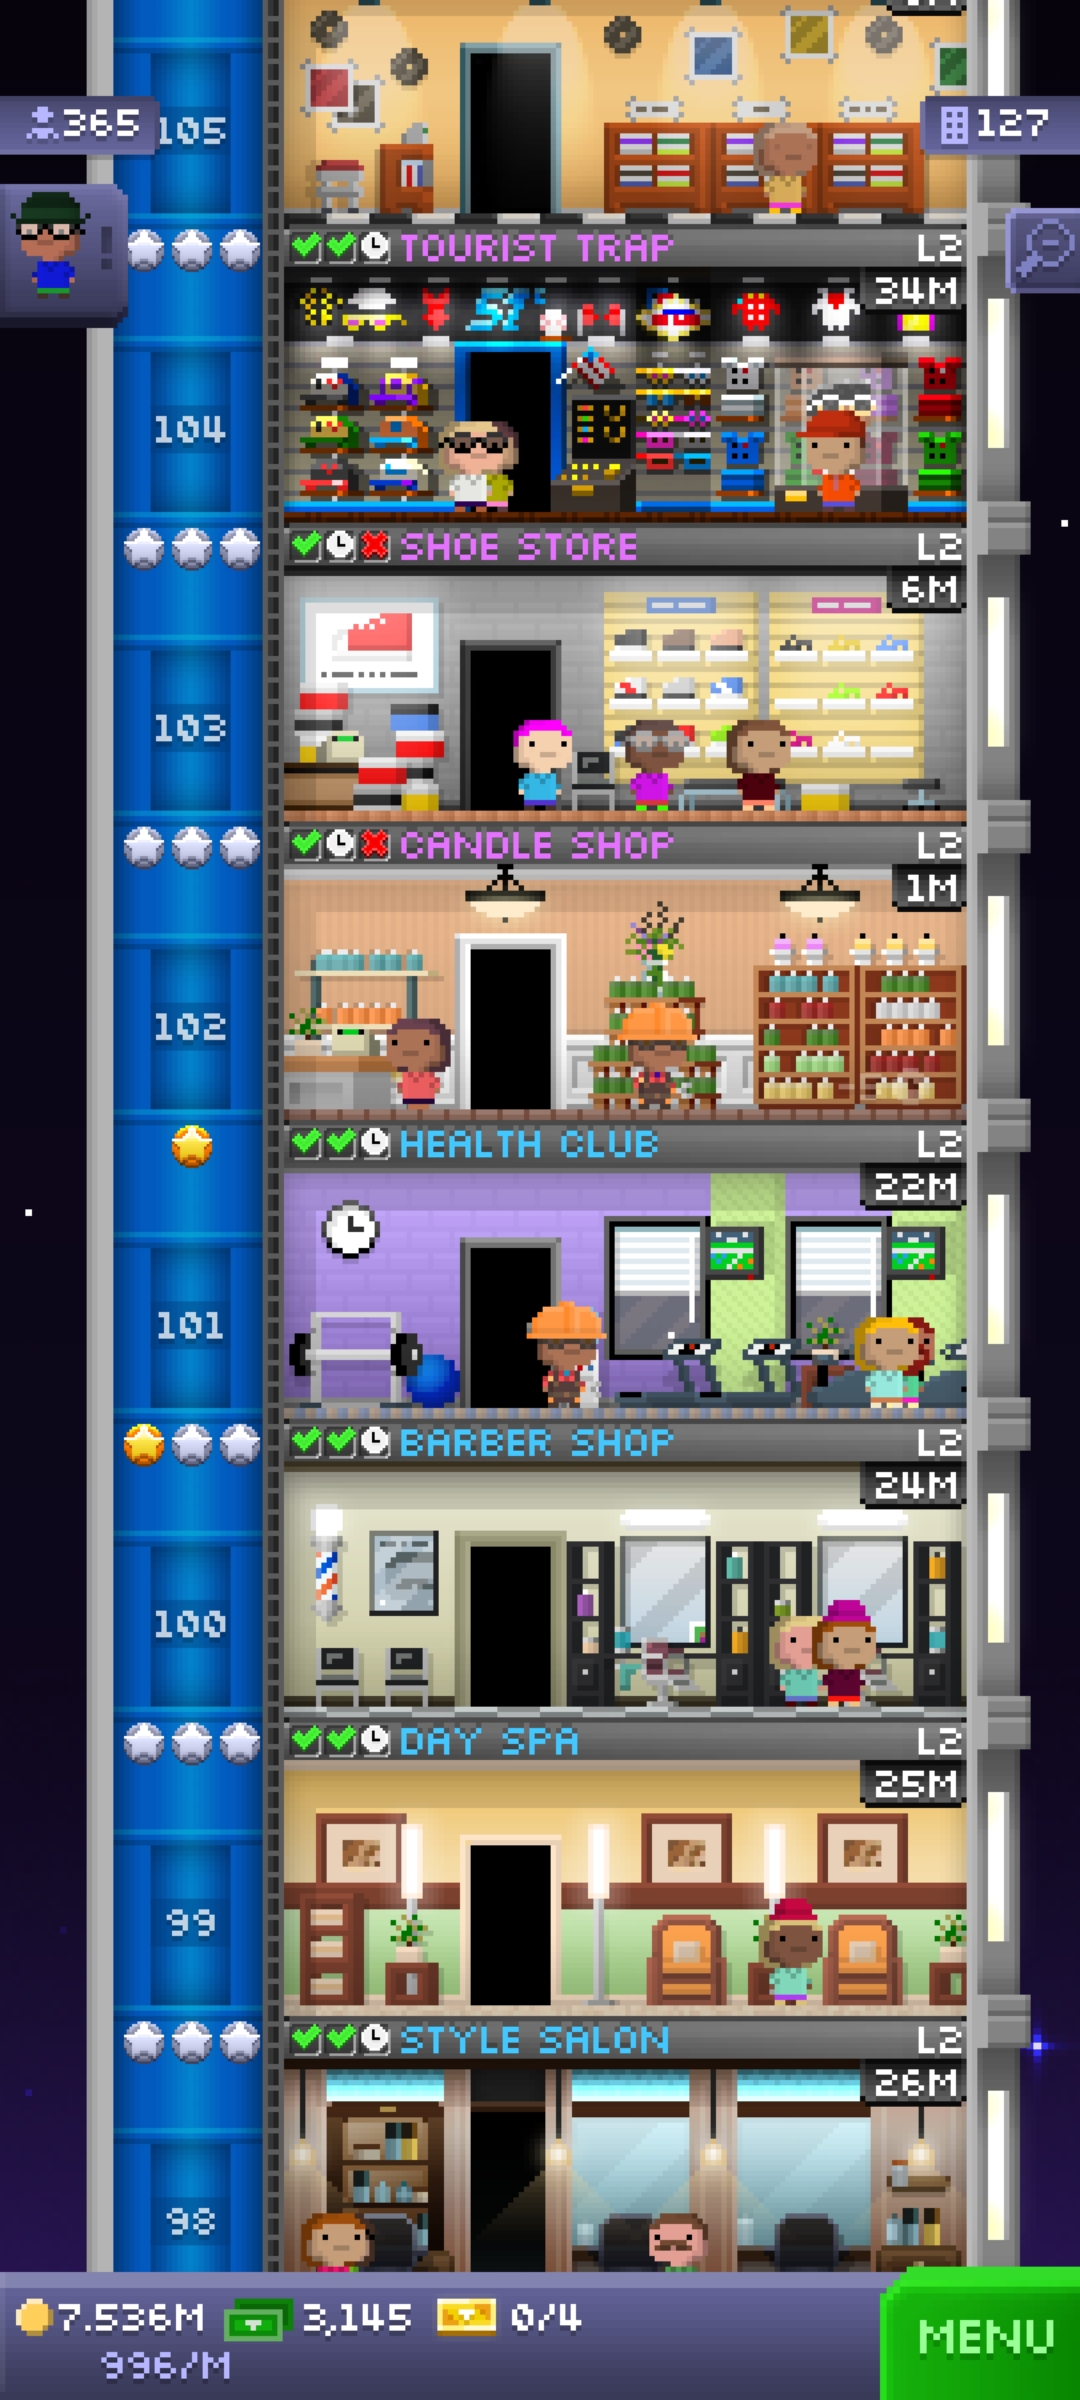 105
365
127
TOURIST TRAP L2
34M
104
SHOE STORE L2
6M
103
CANDLE SHOP L2
1M
102
HEALTH CLUB L2
22M
101
BARBER SHOP L2
24M
100
DAY SPA L2
25M
99
STYLE SALON L2
26M
98
7.536M 3,145 0/4
996/M
MENU